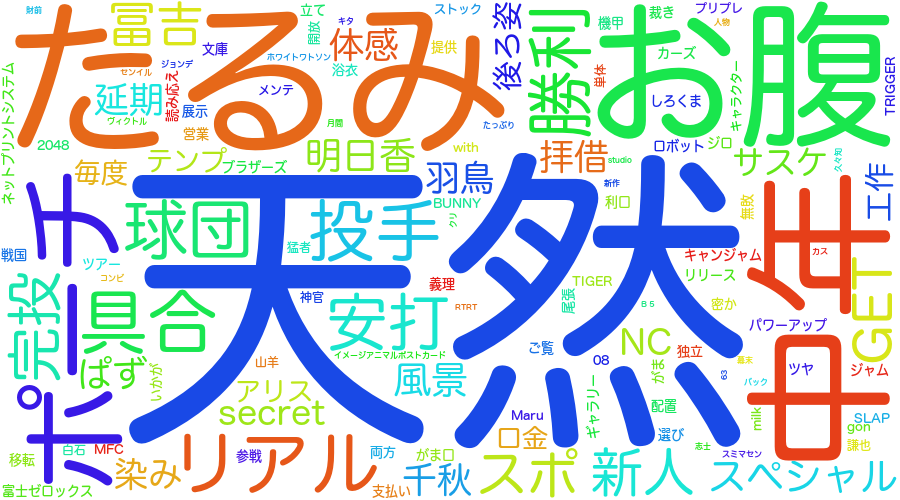 財前
たるみ
富吉
キタ
立て
開放
ストック
後ろ姿
機甲
裁き
プリプレ
人物
お腹
文庫
体感
提供
勝利
カーズ
センイル
ジョンデ
ホワイトワトソン
浴衣
単体
キャラクター
TRIGGER
ネットプリントシステム
延期
読み応え
展示
メンテ
しろくま
ヴィクトル
営業
月間
たっぷり
2048
テンプ
ブラザーズ
明日香
with
拝借
studio
ロボット
ジロ
サスケ
久々知
毎度
羽鳥
新作
工作
チ
天然
BUNNY
クリ
利口
無敵
中年
カス
球団
投手
猛者
戦国
ツアー
コンビ
キャンジャム
リリース
GET
完投
具合
神官
安打
義理
RTRT
尾張
TIGER
B5
密か
パワーアップ
イメージアニマルポストカード
NC
08
独立
幕末
ぱず
いかが
山羊
ご覧
がま
63
ツヤ
ジャム
ポーチ
アリス
風景
ギャラリー
配置
パック
secret
Maru
milk
SLAP
gon
白石
MFC
リアル
参戦
両方
がま口
口金
選び
志士
スミマセン
謙也
移転
富士ゼロックス
染み
支払い
千秋
スポ
新人
スペシャル